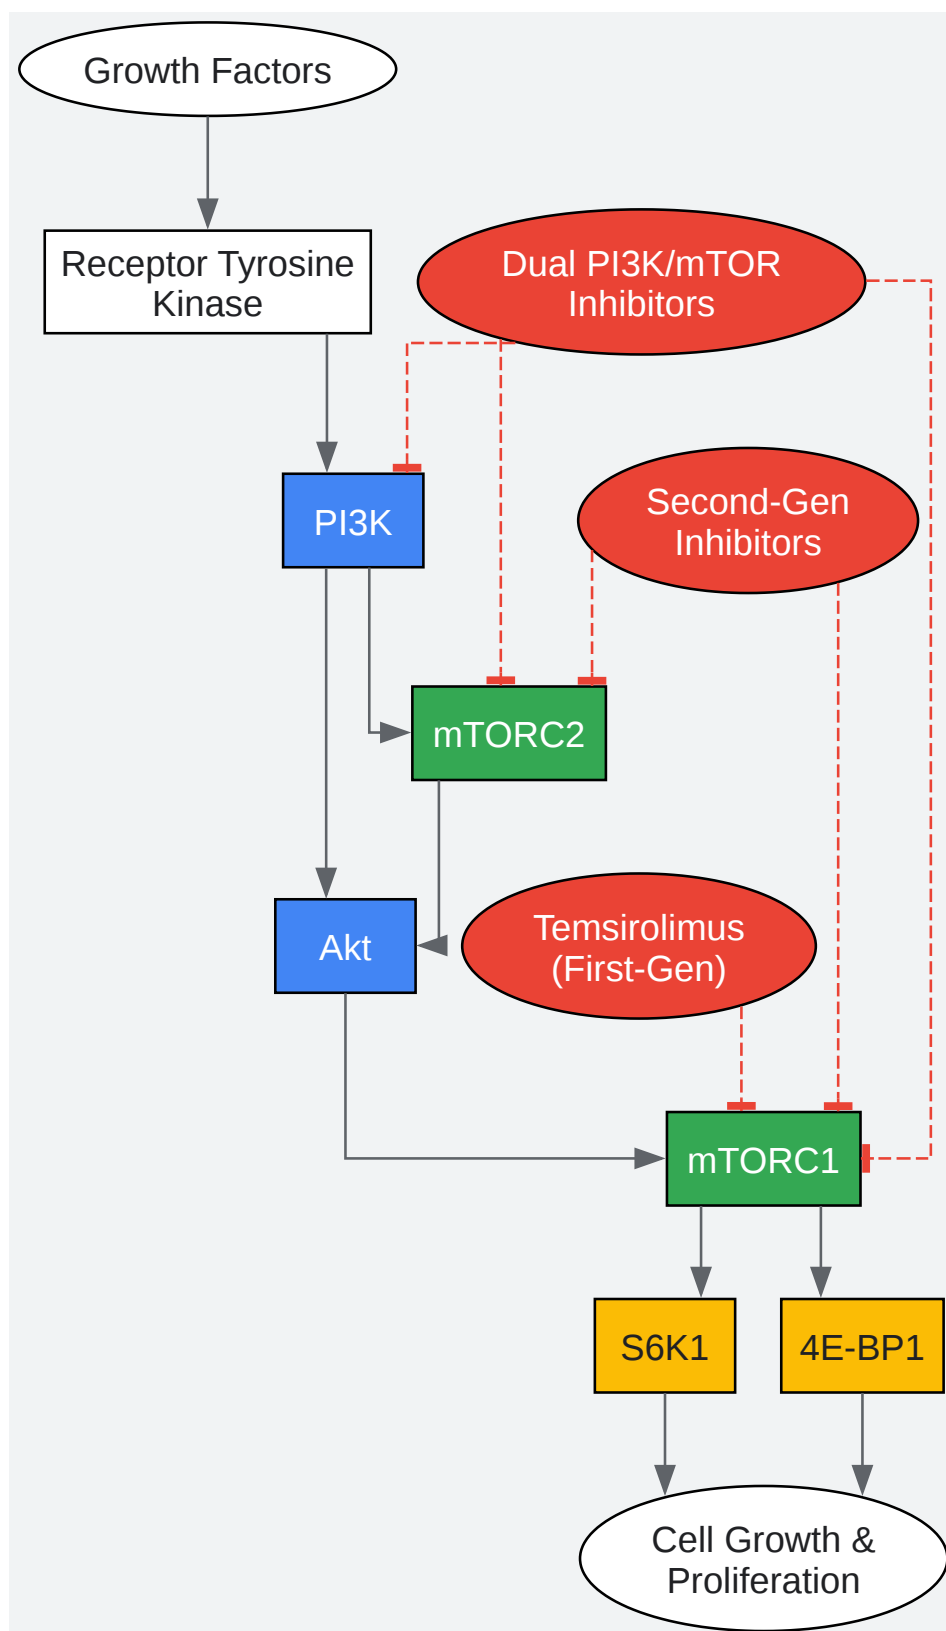 Growth Factors
Receptor Tyrosine
Kinase
Dual PI3K/mTOR
Inhibitors
PI3K
Second-Gen
Inhibitors
mTORC2
Akt
Temsirolimus
(First-Gen)
mTORC1
S6K1
4E-BP1
Cell Growth &
Proliferation